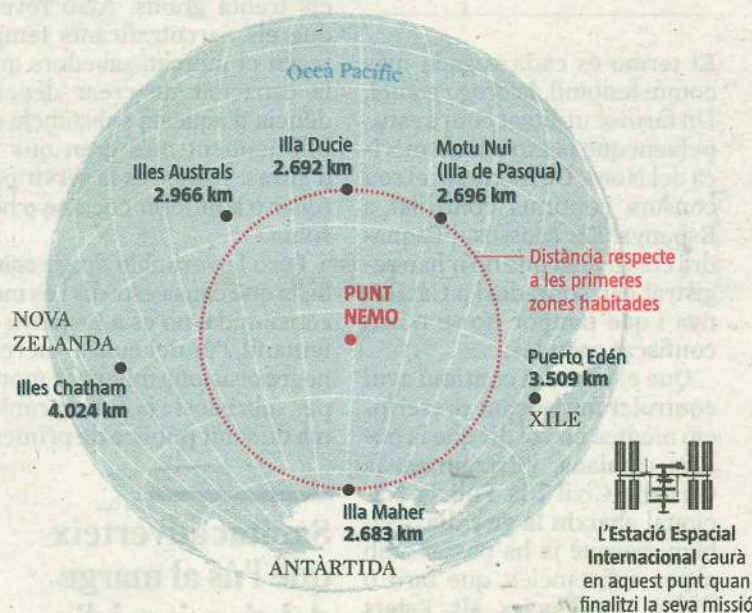 Oceà Pacífic
Illa Ducie
2.692 km
Motu Nui
(Illa de Pasqua)
2.696 km
Illes Australs
2.966 km
Distància respecte
a les primeres
zones habitades
PUNT
NEMO
NOVA
ZELANDA
Illes Chatham
4.024 km
Puerto Edén
3.509 km
XILE
Illa Maher
2.683 km
ANTÀRTIDA
L'Estació Espacial
Internacional caurà
en aquest punt quan
finalitzi la seva missió